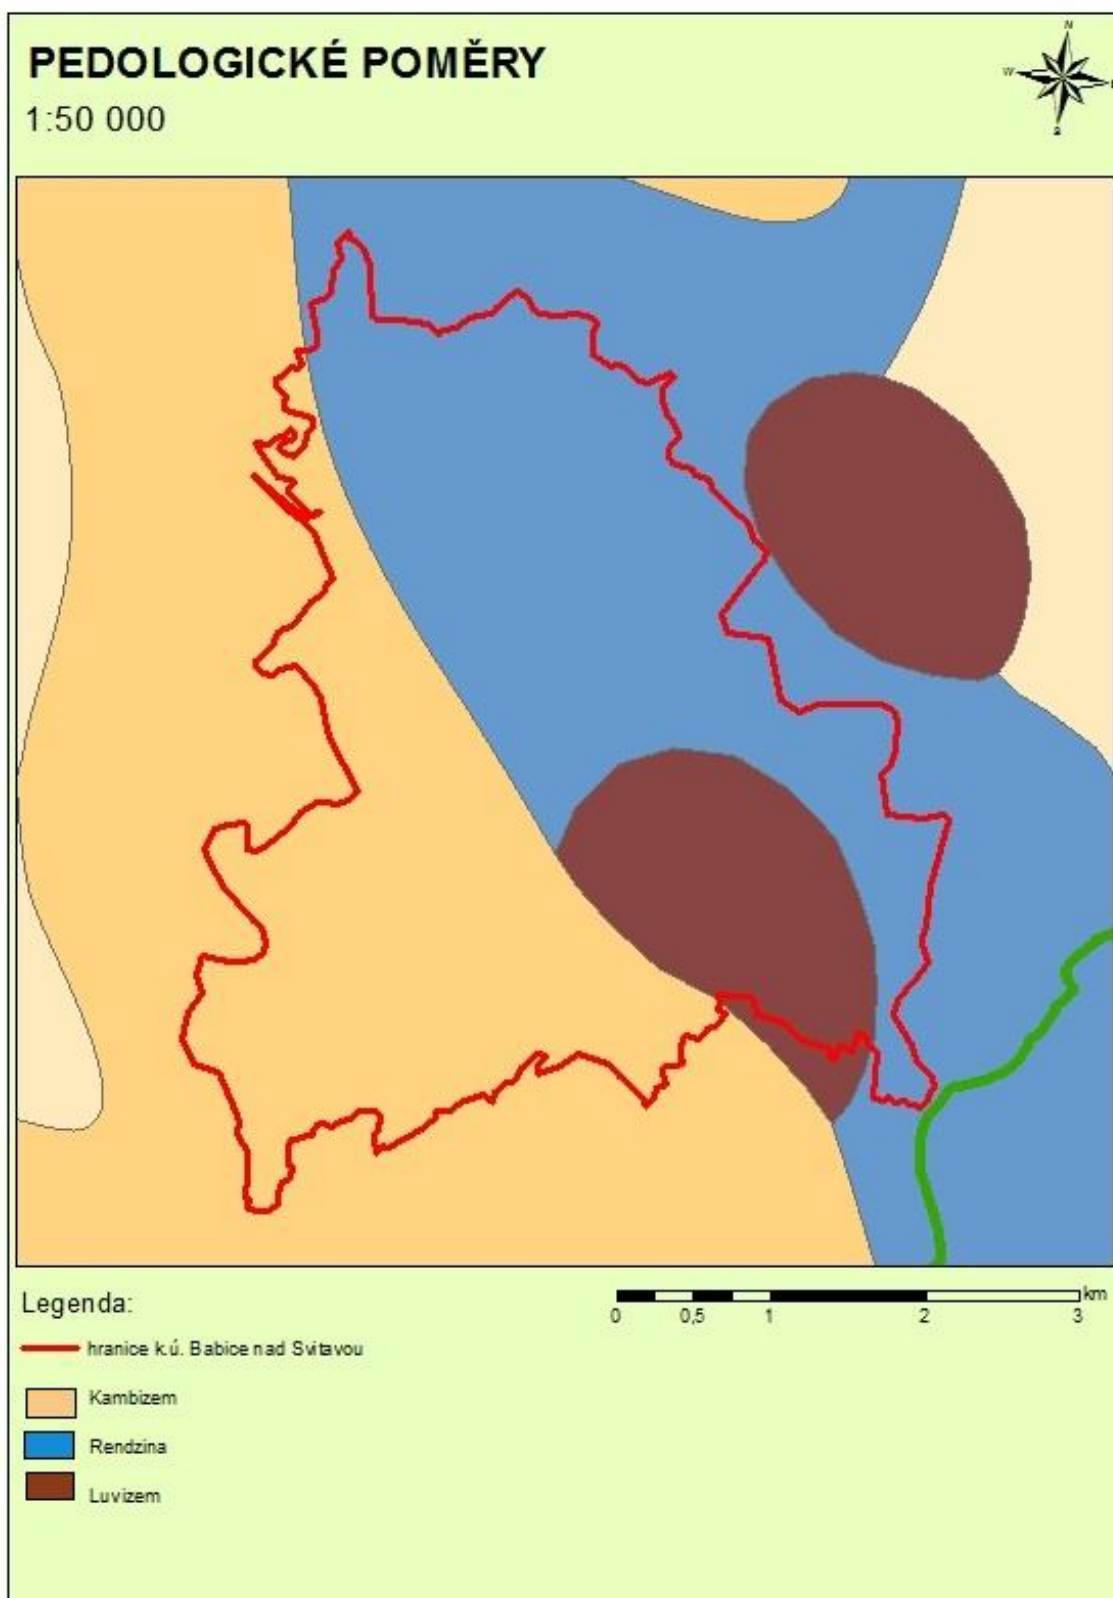 PEDOLOGICKÉ POMĚRY
1:50 000
N
W
S
Legenda:
hranice k.ú. Babice nad Svitavou
Kambizem
Rendzina
Luvizem
km
0 0,5 1 2 3